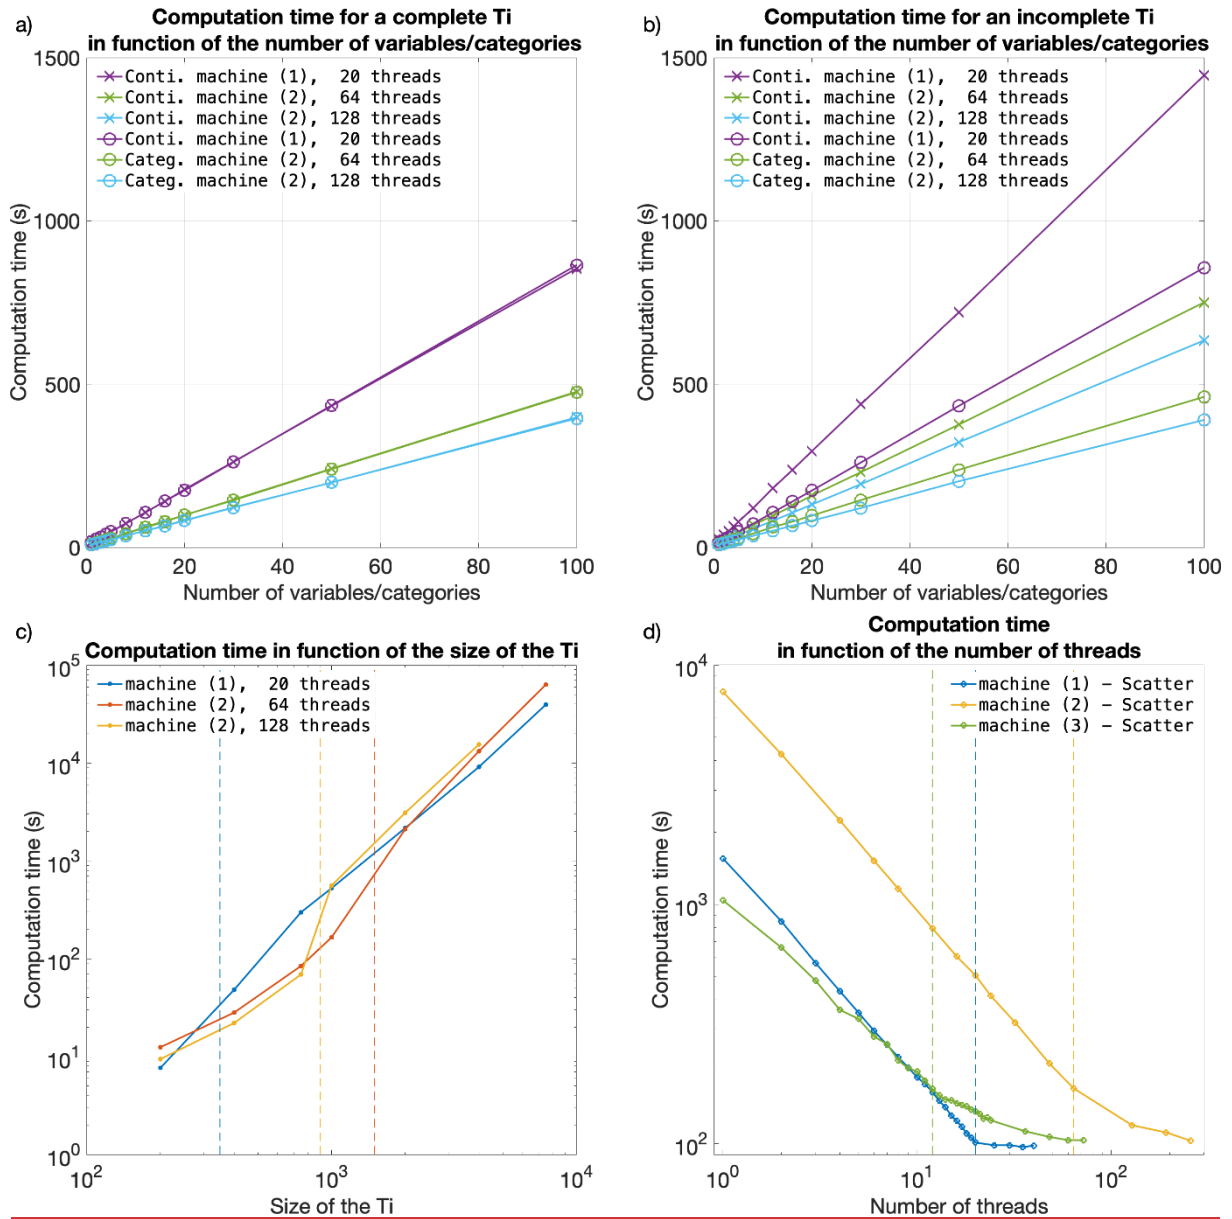 a)
Computation time for a complete Ti
in function of the number of variables/categories
Conti. machine (1),  20 threads
Conti. machine (2),  64 threads
Conti. machine (2), 128 threads
Conti. machine (1),  20 threads
Categ. machine (2),  64 threads
Categ. machine (2), 128 threads
1500
1000
500
0
Computation time (s)
0 20 40 60 80 100
Number of variables/categories
b)
Computation time for an incomplete Ti
in function of the number of variables/categories
Conti. machine (1),  20 threads
Conti. machine (2),  64 threads
Conti. machine (2), 128 threads
Conti. machine (1),  20 threads
Categ. machine (2),  64 threads
Categ. machine (2), 128 threads
1500
1000
500
0
Computation time (s)
0 20 40 60 80 100
Number of variables/categories
c)
Computation time in function of the size of the Ti
machine (1),  20 threads
machine (2),  64 threads
machine (2), 128 threads
10^5
10^4
10^3
10^2
10^1
10^0
Computation time (s)
10^2 10^3 10^4
Size of the Ti
d)
Computation time
in function of the number of threads
machine (1) – Scatter
machine (2) – Scatter
machine (3) – Scatter
10^4
10^3
10^2
Computation time (s)
10^0 10^1 10^2
Number of threads